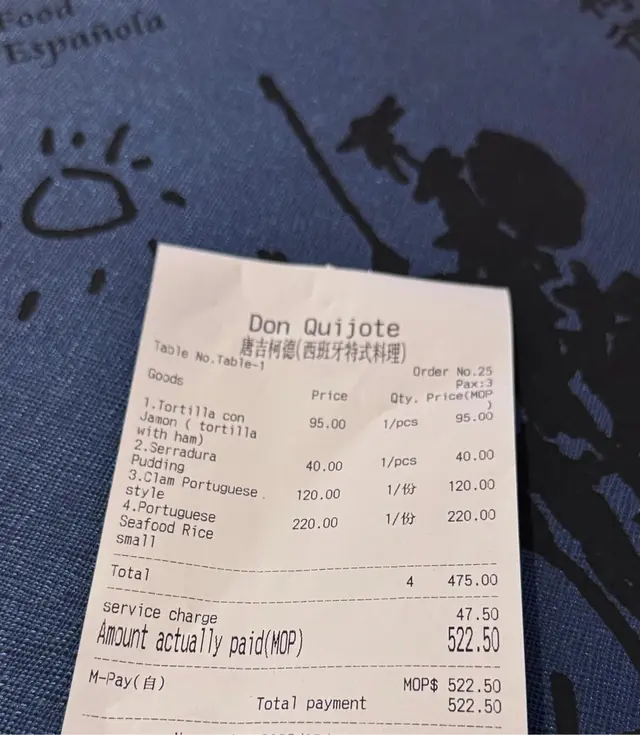 Food
Española
Don Quijote
唐吉柯德(西班牙特式料理)
Table No.Table-1
Order No.25
Pax:3
Goods Price Qty. Price(MOP
)
1.Tortilla con 95.00 1/pcs 95.00
Jamon ( tortilla
with ham)
2.Serradura 40.00 1/pcs 40.00
Pudding
3.Clam Portuguese 120.00 1/份 120.00
style
4.Portuguese 220.00 1/份 220.00
Seafood Rice
small
Total 4 475.00
service charge 47.50
Amount actually paid(MOP) 522.50
M-Pay(自) MOP$ 522.50
Total payment 522.50